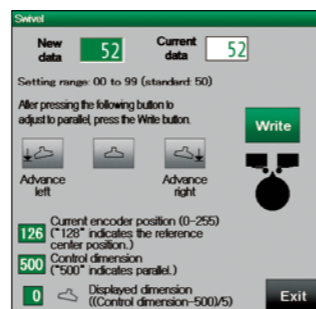 Swivel
New data 52 Current data 52
Setting range: 00 to 99 (standard: 50)
After pressing the following button to
adjust to parallel, press the Write button.
Write
Advance left
Advance right
126 Current encoder position (0-255)
("128" indicates the reference
center position.)
500 Control dimension
("500" indicates parallel.)
0 Displayed dimension
((Control dimension-500)/5)
Exit